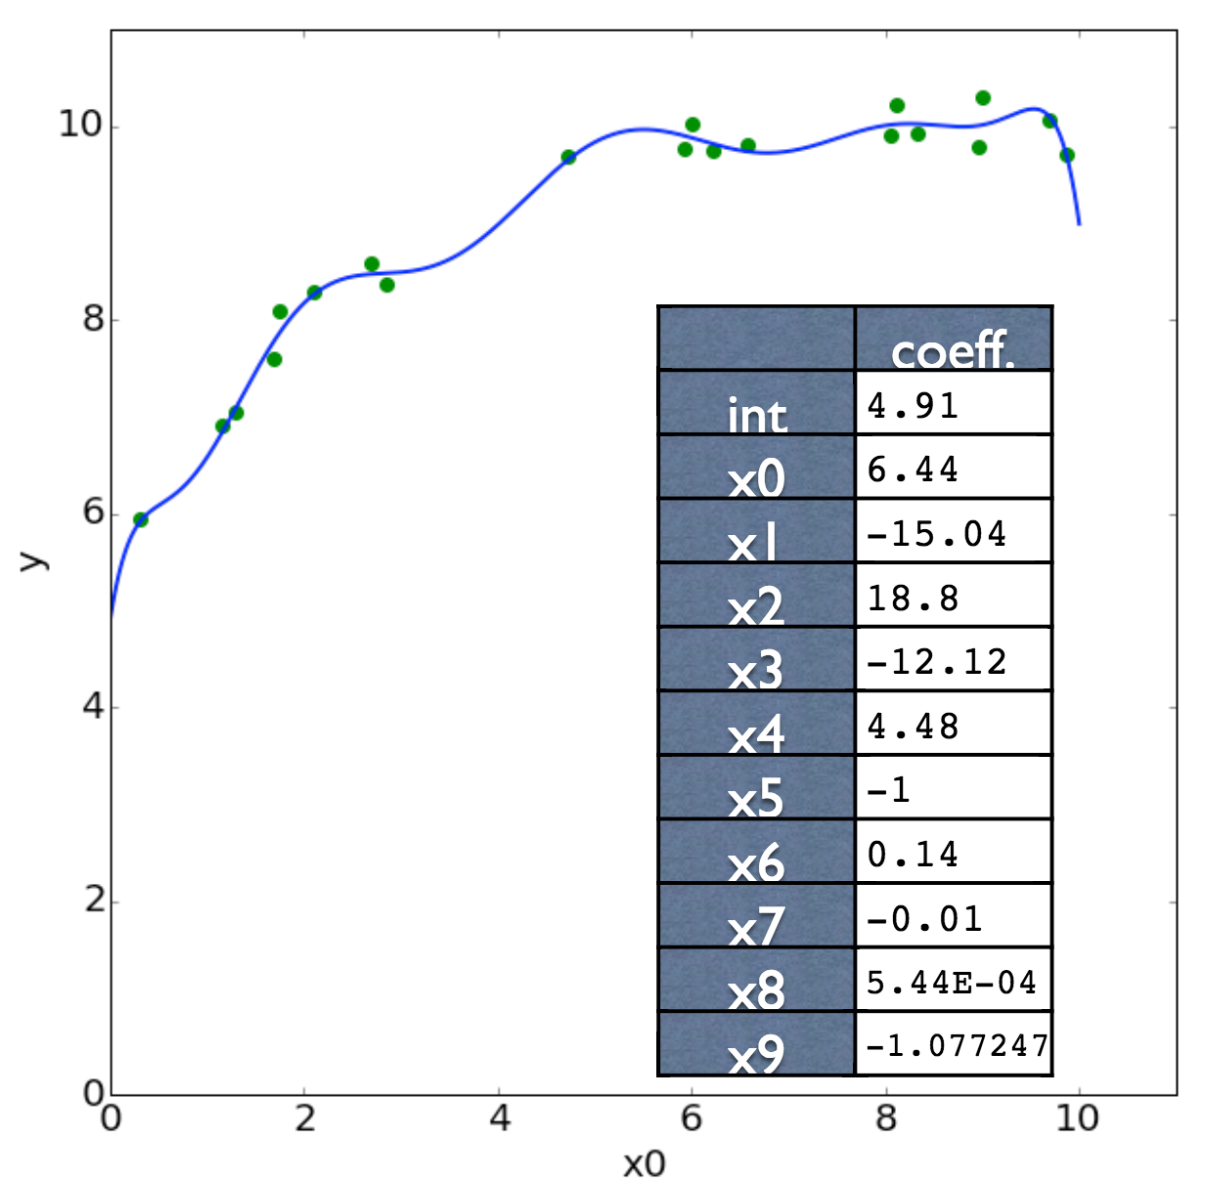 10
8
6
4
2
0
y
0 2 4 6 8 10
x0
coeff.
int 4.91
x0 6.44
x1 -15.04
x2 18.8
x3 -12.12
x4 4.48
x5 -1
x6 0.14
x7 -0.01
x8 5.44E-04
x9 -1.077247